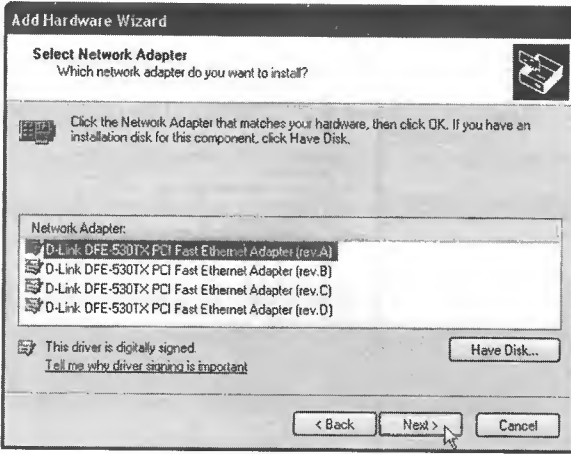 Add Hardware Wizard
Select Network Adapter
Which network adapter do you want to install?
Click the Network Adapter that matches your hardware, then click OK. If you have an
installation disk for this component, click Have Disk.
Network Adapter:
D-Link DFE-530TX PCI Fast Ethernet Adapter (rev.A)
D-Link DFE-530TX PCI Fast Ethernet Adapter (rev.B)
D-Link DFE-530TX PCI Fast Ethernet Adapter (rev.C)
D-Link DFE-530TX PCI Fast Ethernet Adapter (rev.D)
This driver is digitally signed.
Tell me why driver signing is important
Have Disk...
< Back
Next >
Cancel